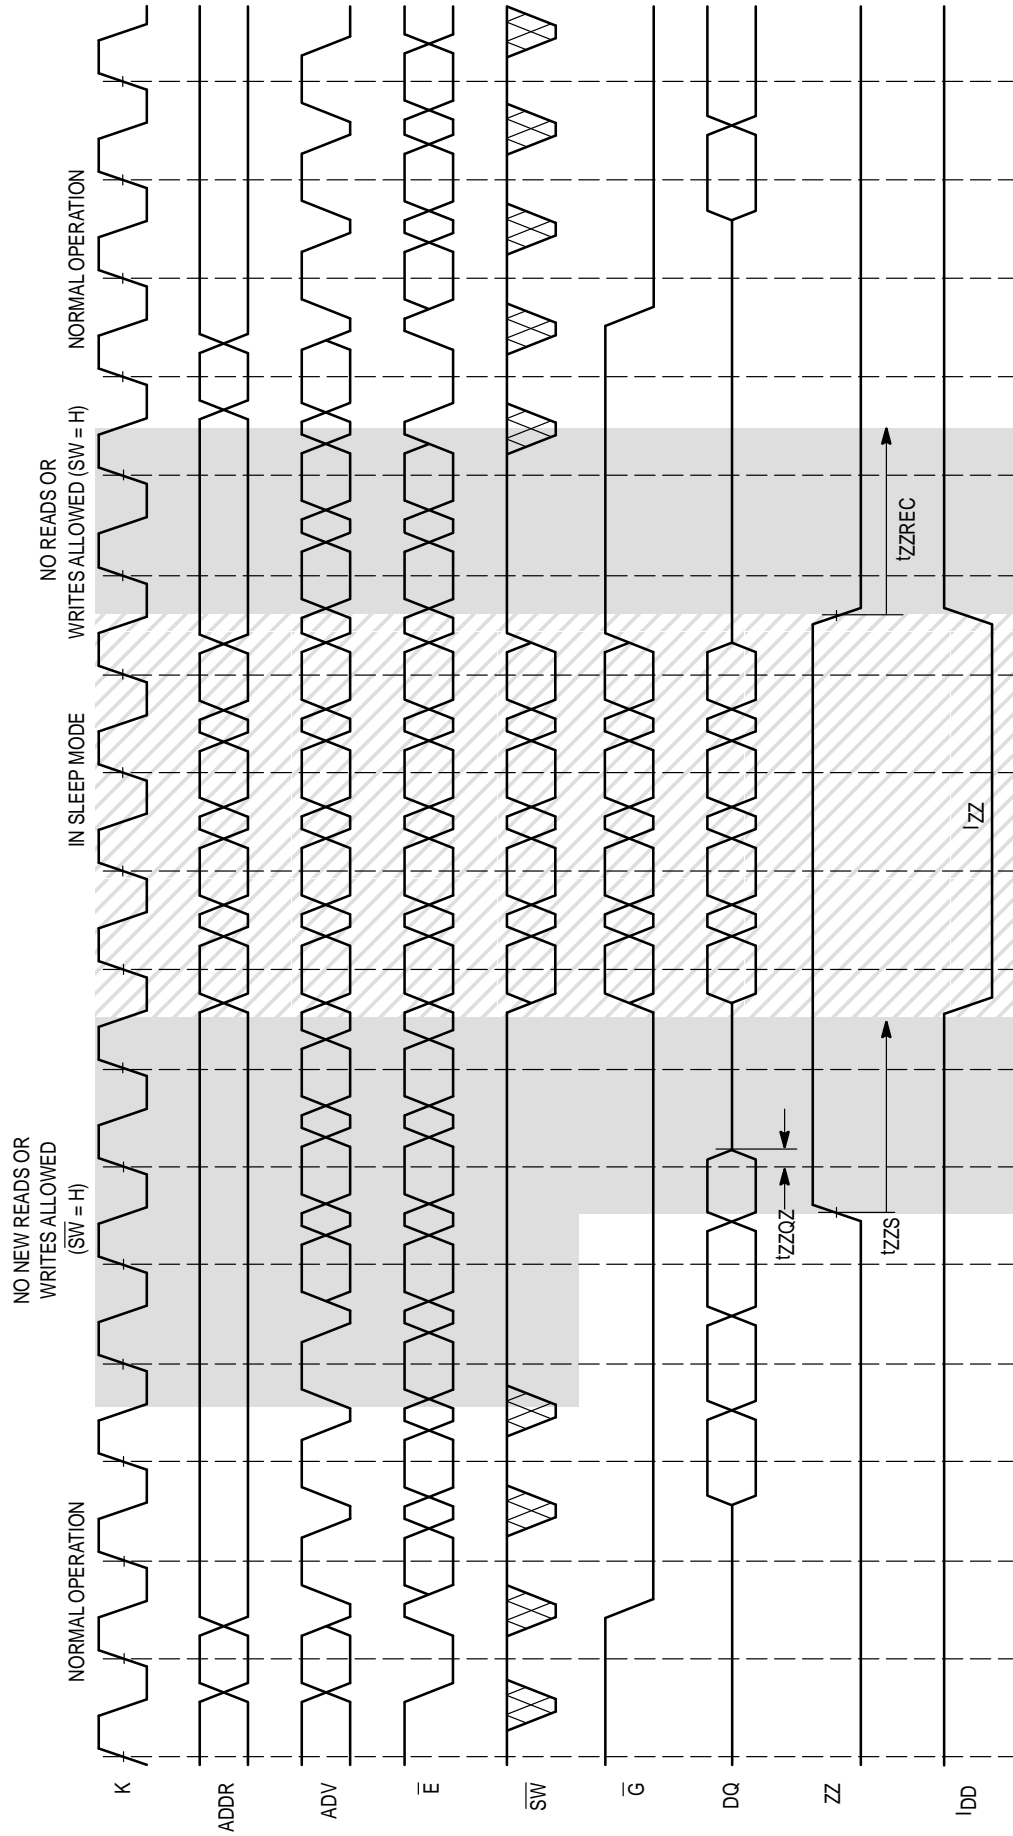 NORMAL OPERATION
NO NEW READS OR
WRITES ALLOWED
(SW = H)
IN SLEEP MODE
NO READS OR
WRITES ALLOWED (SW = H)
NORMAL OPERATION
K
ADDR
ADV
E
SW
G
DQ
tZZQZ
ZZ
tZZS
tZZREC
IDD
IZZ